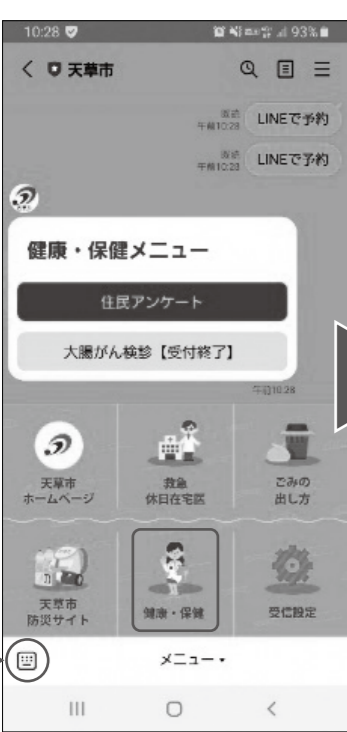 10:28
93%
天草市
既読
午前10:28
LINEで予約
既読
午前10:28
LINEで予約
健康・保健メニュー
住民アンケート
大腸がん検診【受付終了】
午前10:28
天草市
ホームページ
救急
休日在宅医
ごみの
出し方
天草市
防災サイト
健康・保健
受信設定
メニュー